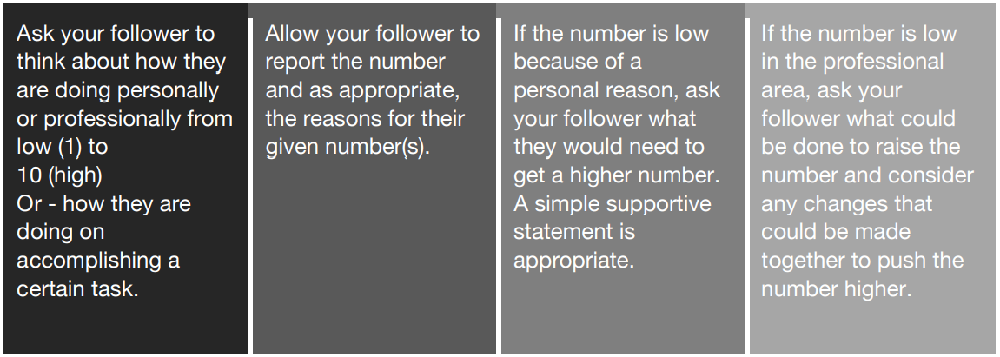 Ask your follower to
think about how they
are doing personally
or professionally from
low (1) to
10 (high)
Or - how they are
doing on
accomplishing a
certain task.
Allow your follower to
report the number
and as appropriate,
the reasons for their
given number(s).
If the number is low
because of a
personal reason, ask
your follower what
they would need to
get a higher number.
A simple supportive
statement is
appropriate.
If the number is low
in the professional
area, ask your
follower what could
be done to raise the
number and consider
any changes that
could be made
together to push the
number higher.